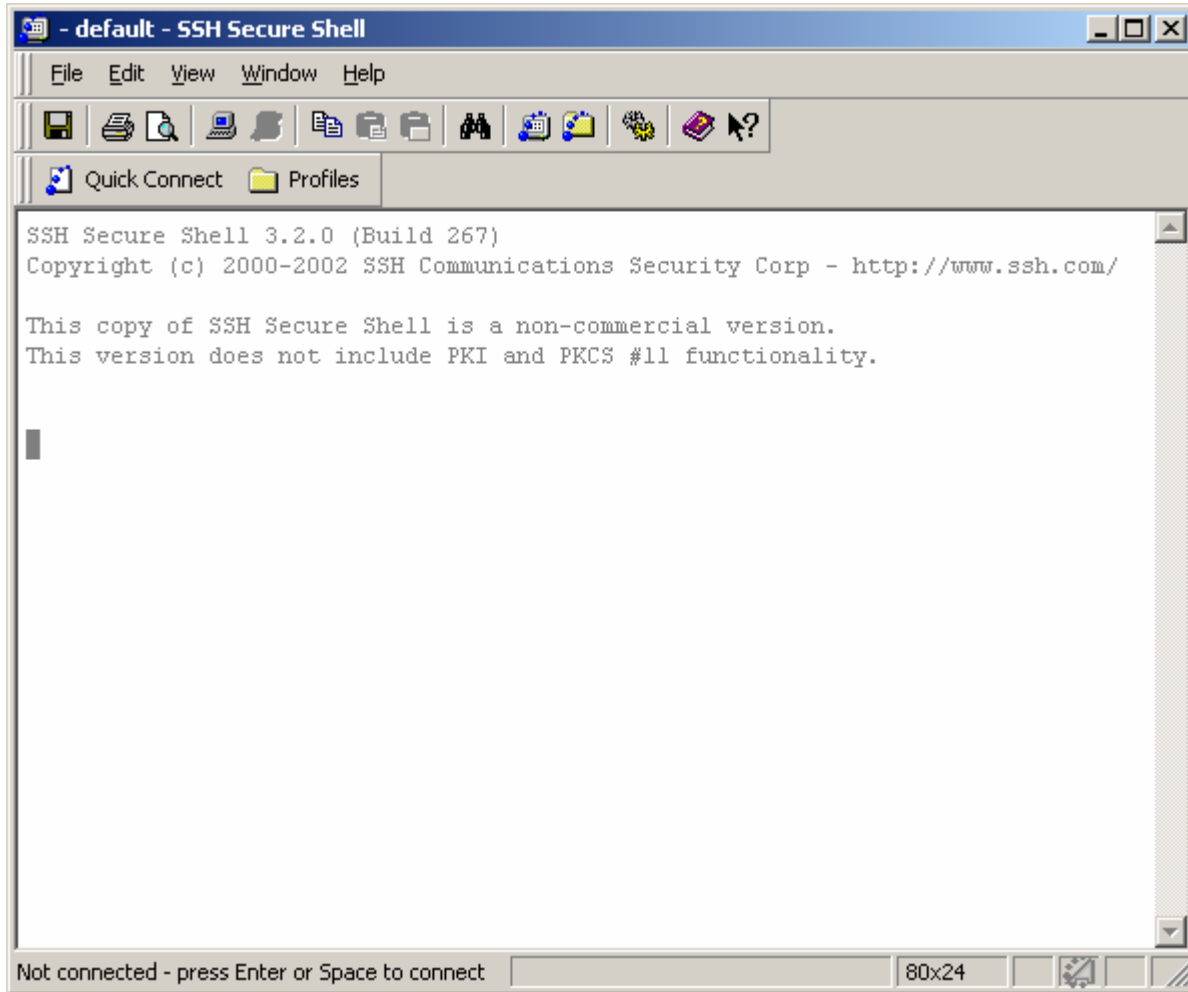 - default - SSH Secure Shell
File Edit View Window Help
Quick Connect Profiles
SSH Secure Shell 3.2.0 (Build 267)
Copyright (c) 2000-2002 SSH Communications Security Corp - http://www.ssh.com/
This copy of SSH Secure Shell is a non-commercial version.
This version does not include PKI and PKCS #11 functionality.
Not connected - press Enter or Space to connect 80x24